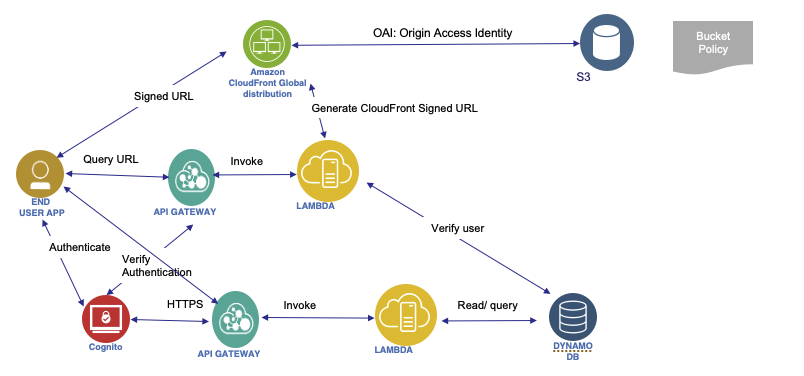 OAI: Origin Access Identity
Bucket
Policy
Amazon
CloudFront Global
distribution
S3
Signed URL
Generate CloudFront Signed URL
Query URL
Invoke
END
USER APP
API GATEWAY
LAMBDA
Verify user
Authenticate
Verify
Authentication
HTTPS
Invoke
Read/ query
Cognito
API GATEWAY
LAMBDA
DYNAMO
DB